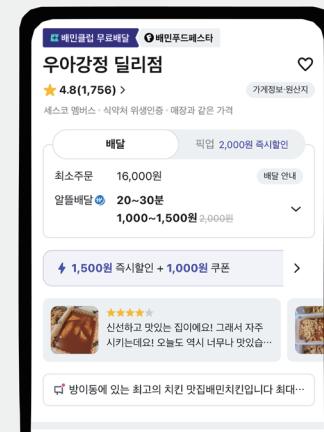 배민클럽 무료배달 배민푸드페스타
우아강정 딜리점
4.8(1,756) >
가게정보·원산지
세스코 멤버스 · 식약처 위생인증 · 매장과 같은 가격
배달
픽업 2,000원 즉시할인
최소주문 16,000원
배달 안내
알뜰배달 20~30분
1,000~1,500원 2,000원
1,500원 즉시할인 + 1,000원 쿠폰
신선하고 맛있는 집이에요! 그래서 자주
시키는데요! 오늘도 역시 너무나 맛있습…
방이동에 있는 최고의 치킨 맛집배민치킨입니다 최대…